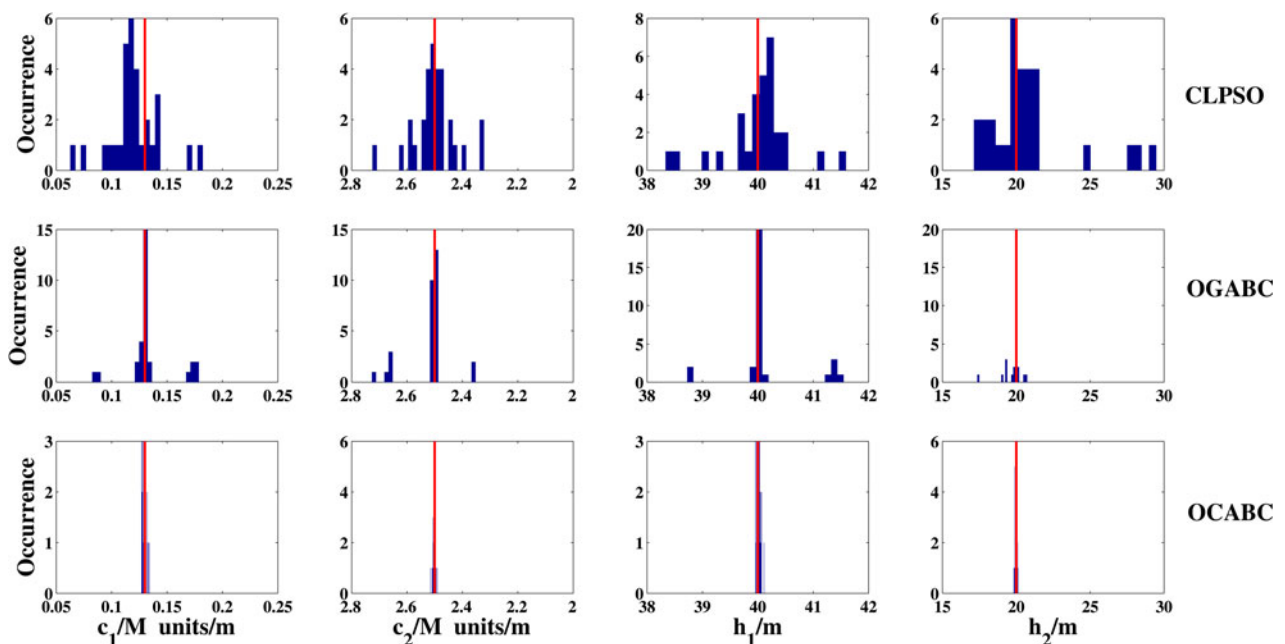 6 6 8 6
4 4 6 4
4
2 2 2 2
0 0 0 0
Occurrence
CLPSO
0.05 0.1 0.15 0.2 0.25 2.8 2.6 2.4 2.2 2 38 39 40 41 42 15 20 25 30
15 15 20 20
10 10 15 15
10 10
5 5 5 5
0 0 0 0
Occurrence
OGABC
0.05 0.1 0.15 0.2 0.25 2.8 2.6 2.4 2.2 2 38 39 40 41 42 15 20 25 30
3 6 3 6
2 4 2 4
1 2 1 2
0 0 0 0
Occurrence
OCABC
0.05 0.1 0.15 0.2 0.25 2.8 2.6 2.4 2.2 2 38 39 40 41 42 15 20 25 30
c₁/M units/m c₂/M units/m h₁/m h₂/m